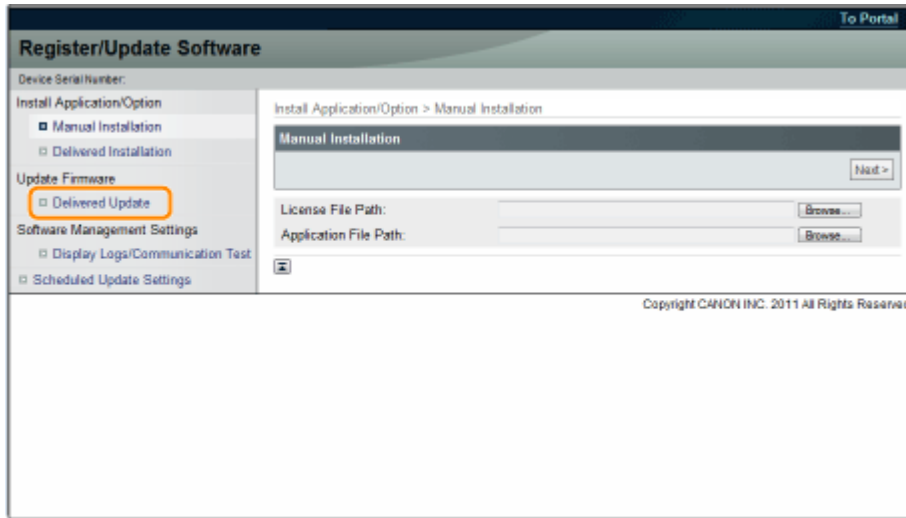 To Portal
Register/Update Software
Device Serial Number:
Install Application/Option
Manual Installation
Delivered Installation
Update Firmware
Delivered Update
Software Management Settings
Display Logs/Communication Test
Scheduled Update Settings
Install Application/Option > Manual Installation
Manual Installation
Next >
License File Path: Browse...
Application File Path: Browse...
Copyright CANON INC. 2011 All Rights Reserve